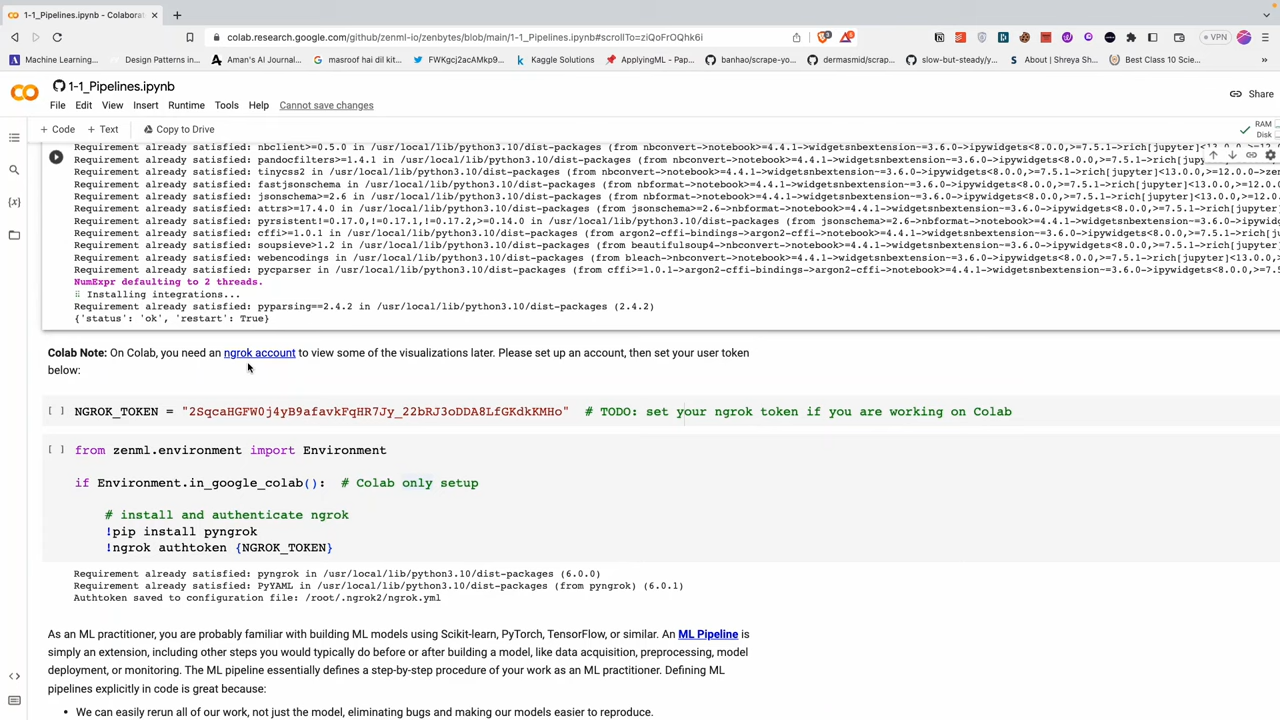 1-1_Pipelines.ipynb - Colabora
colab.research.google.com/github/zenml-io/zenbytes/blob/main/1-1_Pipelines.ipynb#scrollTo=ziQoFrOQhk6i
VPN
Machine Learning... Design Patterns in... Aman's AI Journal... masroof hai dil kit... FWKgcj2acAMkp9... Kaggle Solutions ApplyingML - Pap... banhao/scrape-yo... dermasmid/scrap... slow-but-steady/y... About | Shreya Sh... Best Class 10 Scie...
1-1_Pipelines.ipynb
File Edit View Insert Runtime Tools Help Cannot save changes
Share
+ Code + Text Copy to Drive
RAM
Disk
Requirement already satisfied: nbclient>=0.5.0 in /usr/local/lib/python3.10/dist-packages (from nbconvert->notebook>=4.4.1->widgetsnbextension~=3.6.0->ipywidgets<8.0.0,>=7.5.1->rich[jupyter]<13.0.0,>=12.
Requirement already satisfied: pandocfilters>=1.4.1 in /usr/local/lib/python3.10/dist-packages (from nbconvert->notebook>=4.4.1->widgetsnbextension~=3.6.0->ipywidgets<8.0.0,>=7.5.1->rich[jupyter]
Requirement already satisfied: tinycss2 in /usr/local/lib/python3.10/dist-packages (from nbconvert->notebook>=4.4.1->widgetsnbextension~=3.6.0->ipywidgets<8.0.0,>=7.5.1->rich[jupyter]<13.0.0,>=12.0.0->zen
Requirement already satisfied: fastjsonschema in /usr/local/lib/python3.10/dist-packages (from nbformat->notebook>=4.4.1->widgetsnbextension~=3.6.0->ipywidgets<8.0.0,>=7.5.1->rich[jupyter]<13.0.0,>=12.0.
Requirement already satisfied: jsonschema>=2.6 in /usr/local/lib/python3.10/dist-packages (from nbformat->notebook>=4.4.1->widgetsnbextension~=3.6.0->ipywidgets<8.0.0,>=7.5.1->rich[jupyter]<13.0.0,>=12.0
Requirement already satisfied: attrs>=17.4.0 in /usr/local/lib/python3.10/dist-packages (from jsonschema>=2.6->nbformat->notebook>=4.4.1->widgetsnbextension~=3.6.0->ipywidgets<8.0.0,>=7.5.1->rich[jupyter
Requirement already satisfied: pyrsistent!=0.17.0,!=0.17.1,!=0.17.2,>=0.14.0 in /usr/local/lib/python3.10/dist-packages (from jsonschema>=2.6->nbformat->notebook>=4.4.1->widgetsnbextension~=3.6.0->ipywid
Requirement already satisfied: cffi>=1.0.1 in /usr/local/lib/python3.10/dist-packages (from argon2-cffi-bindings->argon2-cffi->notebook>=4.4.1->widgetsnbextension~=3.6.0->ipywidgets<8.0.0,>=7.5.1->rich[ju
Requirement already satisfied: soupsieve>1.2 in /usr/local/lib/python3.10/dist-packages (from beautifulsoup4->nbconvert->notebook>=4.4.1->widgetsnbextension~=3.6.0->ipywidgets<8.0.0,>=7.5.1->rich[jupyter]
Requirement already satisfied: webencodings in /usr/local/lib/python3.10/dist-packages (from bleach->nbconvert->notebook>=4.4.1->widgetsnbextension~=3.6.0->ipywidgets<8.0.0,>=7.5.1->rich[jupyter]<13.0.0,>
Requirement already satisfied: pycparser in /usr/local/lib/python3.10/dist-packages (from cffi>=1.0.1->argon2-cffi-bindings->argon2-cffi->notebook>=4.4.1->widgetsnbextension~=3.6.0->ipywidgets<8.0.0,>=7.5
NumExpr defaulting to 2 threads.
Installing integrations...
Requirement already satisfied: pyparsing==2.4.2 in /usr/local/lib/python3.10/dist-packages (2.4.2)
{'status': 'ok', 'restart': True}
Colab Note: On Colab, you need an ngrok account to view some of the visualizations later. Please set up an account, then set your user token
below:
[ ] NGROK_TOKEN = "2SqcaHGFW0j4yB9afavkFqHR7Jy_22bRJ3oDDA8LfGKdkKMHo" # TODO: set your ngrok token if you are working on Colab
[ ] from zenml.environment import Environment
if Environment.in_google_colab(): # Colab only setup
# install and authenticate ngrok
!pip install pyngrok
!ngrok authtoken {NGROK_TOKEN}
Requirement already satisfied: pyngrok in /usr/local/lib/python3.10/dist-packages (6.0.0)
Requirement already satisfied: PyYAML in /usr/local/lib/python3.10/dist-packages (from pyngrok) (6.0.1)
Authtoken saved to configuration file: /root/.ngrok2/ngrok.yml
As an ML practitioner, you are probably familiar with building ML models using Scikit-learn, PyTorch, TensorFlow, or similar. An ML Pipeline is
simply an extension, including other steps you would typically do before or after building a model, like data acquisition, preprocessing, model
deployment, or monitoring. The ML pipeline essentially defines a step-by-step procedure of your work as an ML practitioner. Defining ML
pipelines explicitly in code is great because:
• We can easily rerun all of our work, not just the model, eliminating bugs and making our models easier to reproduce.